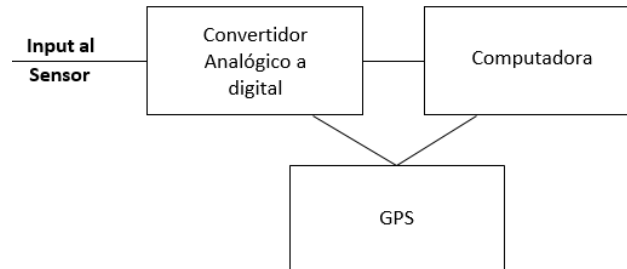 Input al
Sensor
Convertidor
Analógico a
digital
Computadora
GPS